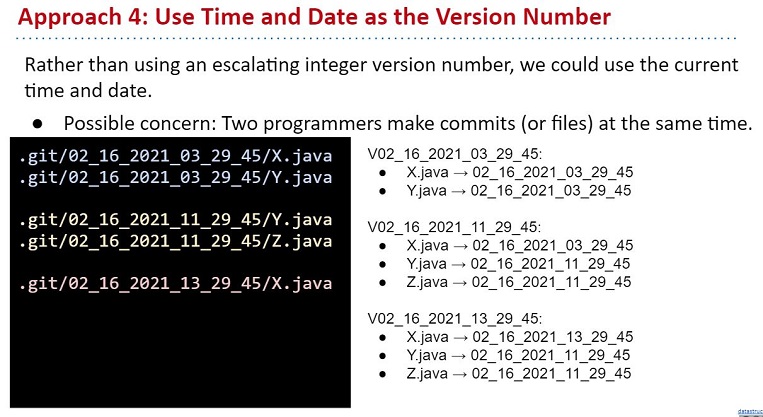 Approach 4: Use Time and Date as the Version Number
Rather than using an escalating integer version number, we could use the current
time and date.
● Possible concern: Two programmers make commits (or files) at the same time.
.git/02_16_2021_03_29_45/X.java
.git/02_16_2021_03_29_45/Y.java
.git/02_16_2021_11_29_45/Y.java
.git/02_16_2021_11_29_45/Z.java
.git/02_16_2021_13_29_45/X.java
V02_16_2021_03_29_45:
● X.java → 02_16_2021_03_29_45
● Y.java → 02_16_2021_03_29_45
V02_16_2021_11_29_45:
● X.java → 02_16_2021_03_29_45
● Y.java → 02_16_2021_11_29_45
● Z.java → 02_16_2021_11_29_45
V02_16_2021_13_29_45:
● X.java → 02_16_2021_13_29_45
● Y.java → 02_16_2021_11_29_45
● Z.java → 02_16_2021_11_29_45
datastruc